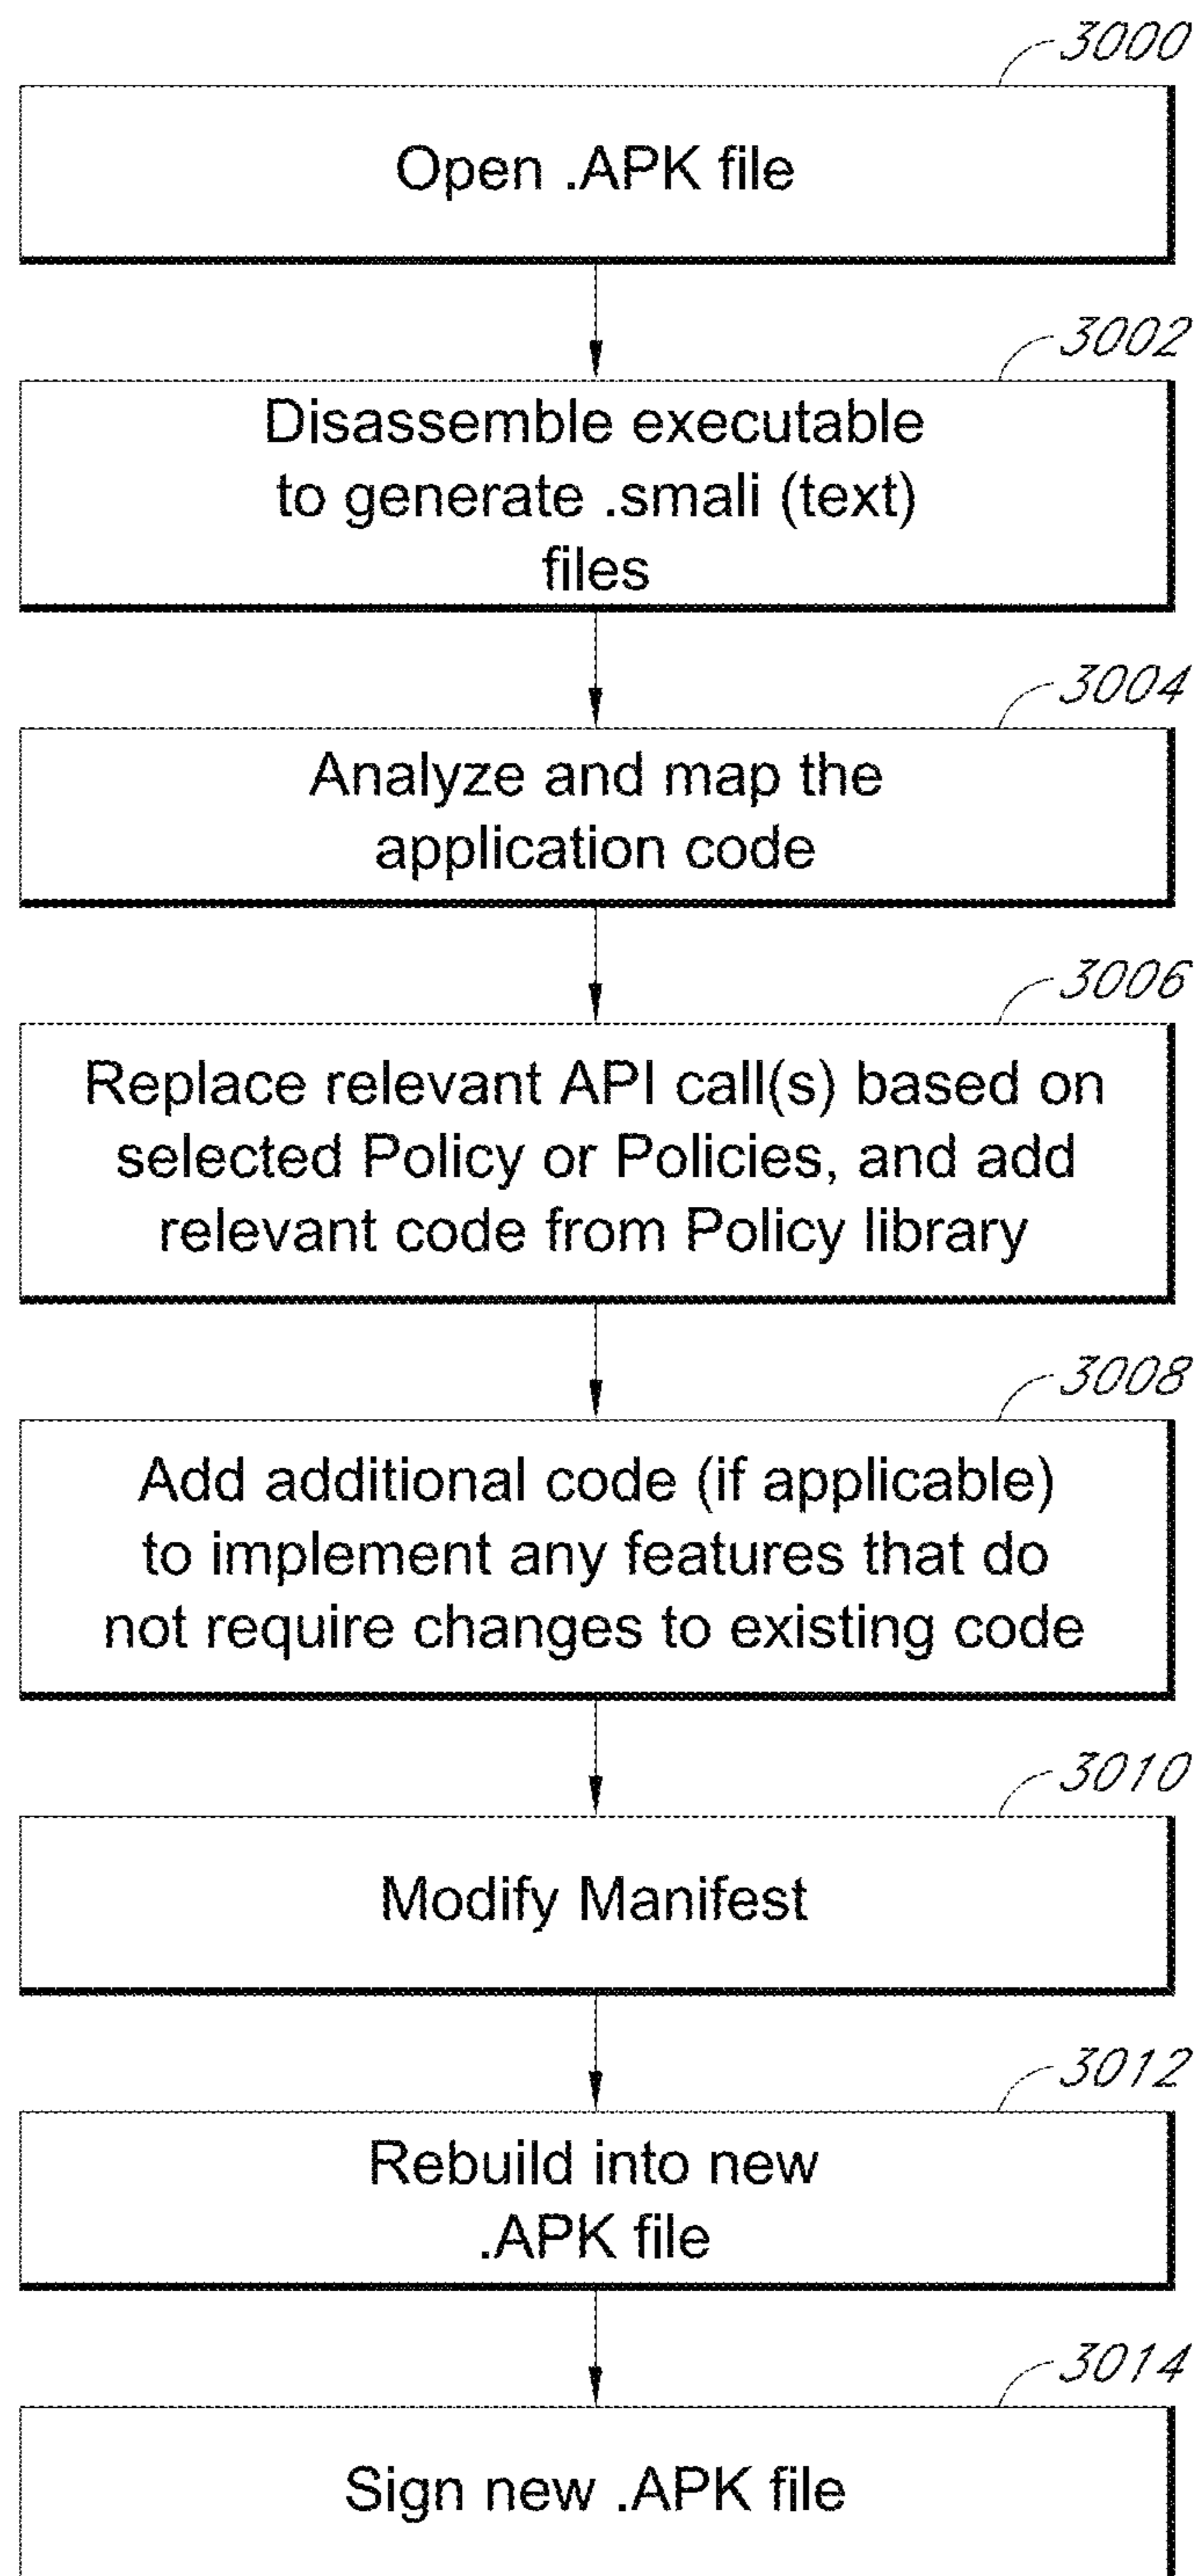 3000
Open .APK file
3002
Disassemble executable
to generate .smali (text)
files
3004
Analyze and map the
application code
3006
Replace relevant API call(s) based on
selected Policy or Policies, and add
relevant code from Policy library
3008
Add additional code (if applicable)
to implement any features that do
not require changes to existing code
3010
Modify Manifest
3012
Rebuild into new
.APK file
3014
Sign new .APK file